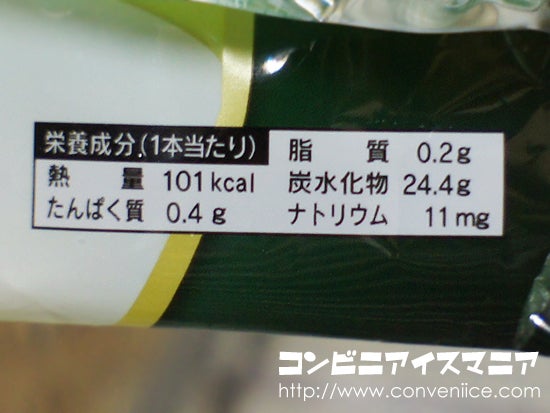 栄養成分(1本当たり)
熱量 101kcal
たんぱく質 0.4g
脂質 0.2g
炭水化物 24.4g
ナトリウム 11mg
コンビニアイスマニア
http://www.conveniice.com/